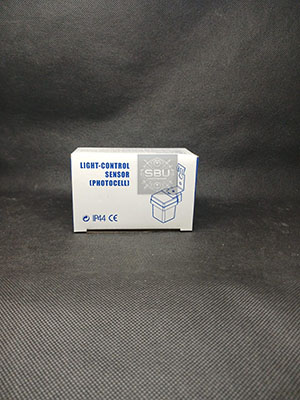 LIGHT-CONTROL
SENSOR
(PHOTOCELL)
SBU
IP44 CE